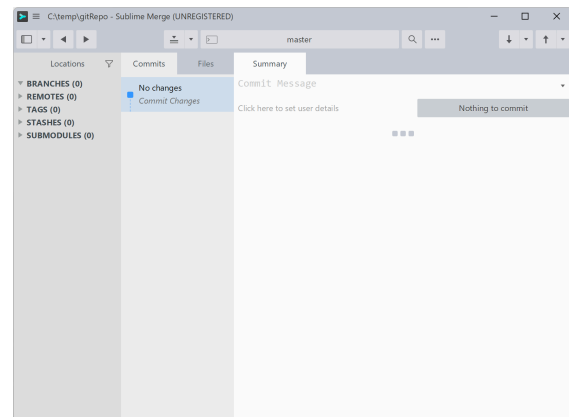 C:\temp\gitRepo - Sublime Merge (UNREGISTERED)
master
Locations
Commits
Files
Summary
BRANCHES (0)
REMOTES (0)
TAGS (0)
STASHES (0)
SUBMODULES (0)
No changes
Commit Changes
Commit Message
Click here to set user details
Nothing to commit